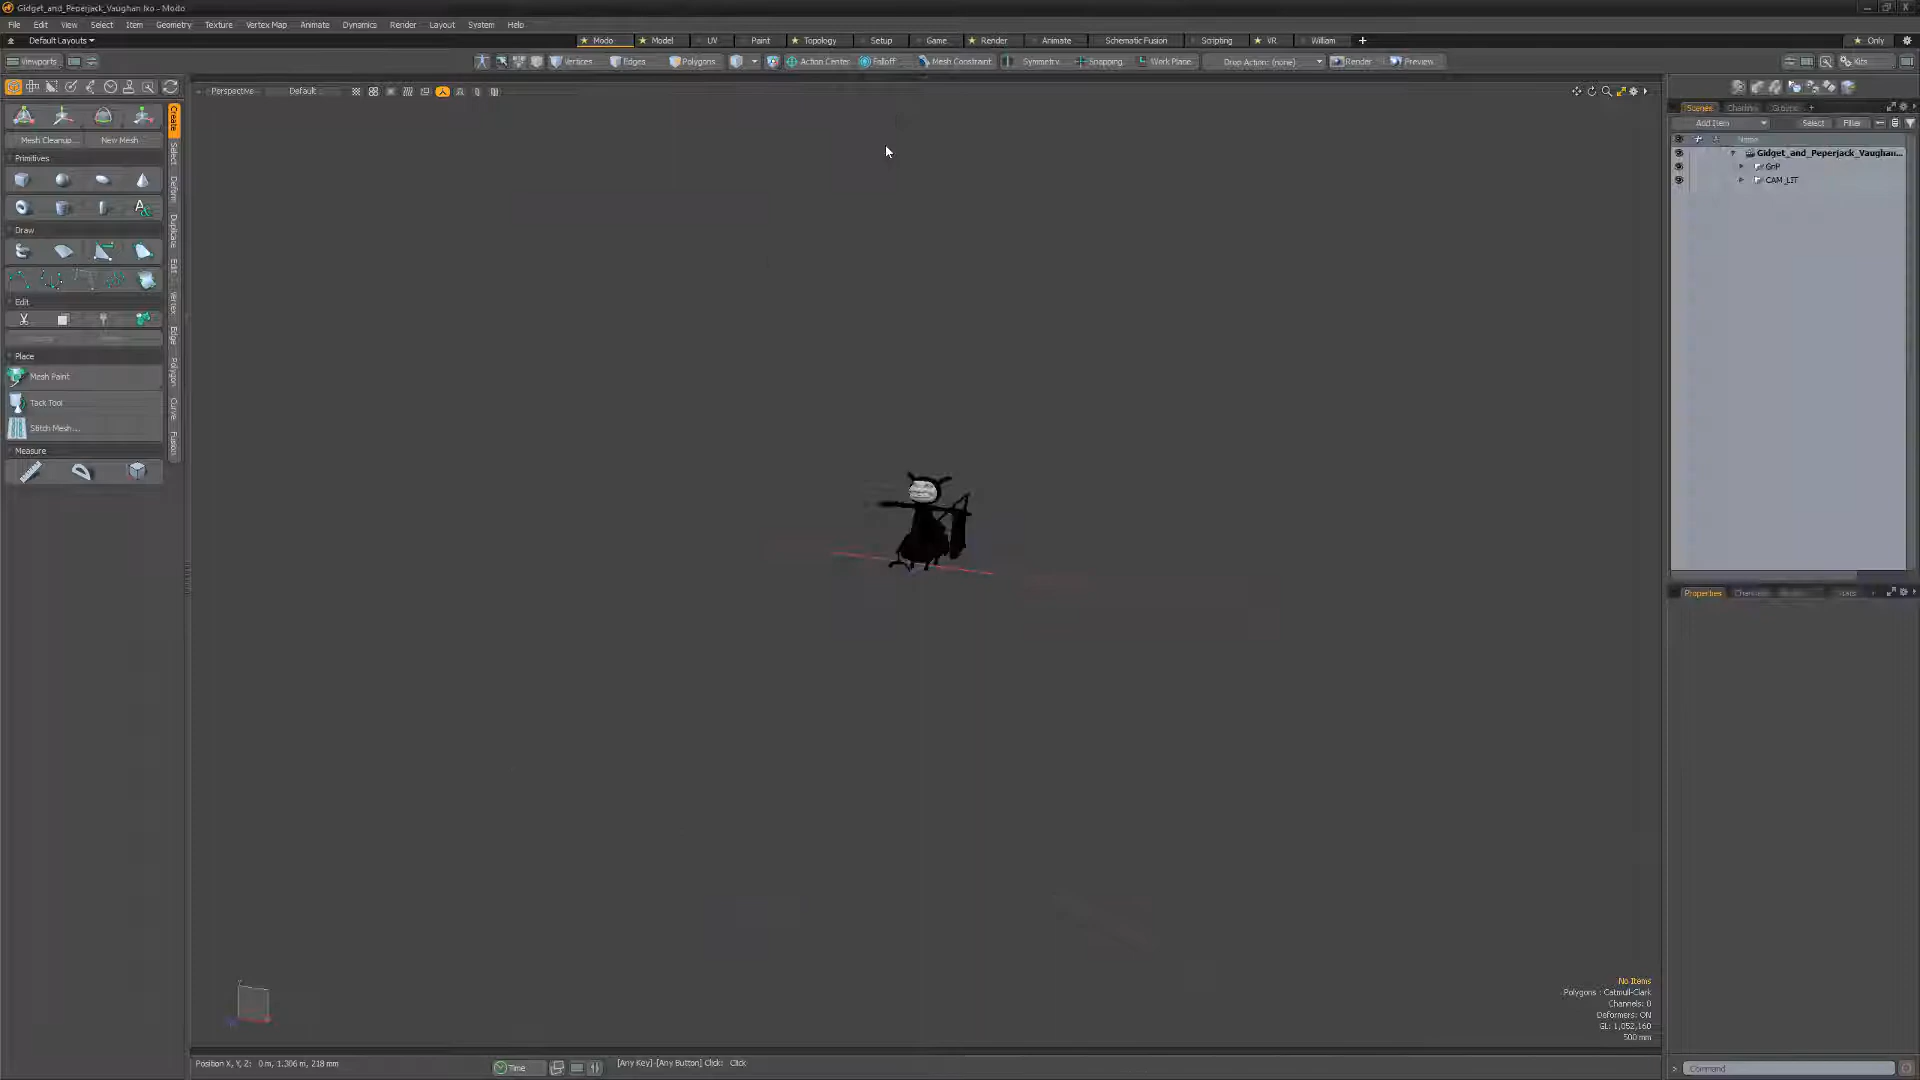 Gidget_and_Peperjack_Vaughan.lxo - Modo
File Edit View Select Item Geometry Texture Vertex Map Animate Dynamics Render Layout System Help
Default Layouts
Modo Model UV Paint Topology Setup Game Render Animate Schematic Fusion Scripting VR William + Only
Viewports Vertices Edges Polygons Action Center Falloff Mesh Constraint Symmetry Snapping Work Plane Drop Action: (none) Render Preview Kits
Perspective Default
Scenes Groups +
Add Item Select Filter
Name
Gidget_and_Peperjack_Vaughan...
GnP
CAM_LIT
Mesh Cleanup... New Mesh
Primitives
Draw
Edit
Place
Mesh Paint
Tack Tool
Stitch Mesh...
Measure
Create
Select
Deform
Duplicate
Edit
Vertex
Edge
Polygon
Curve
Fusion
Properties
No Items
Polygons : Catmull-Clark
Channels: 0
Deformers: ON
GL: 1,052,160
500 mm
Position X, Y, Z: 0 m, 1.306 m, 218 mm
Time
[Any Key]-[Any Button] Click: Click
> Command